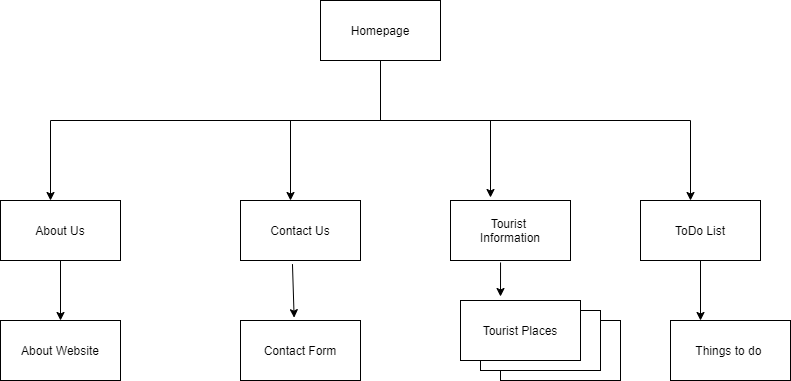 Homepage
About Us
Contact Us
Tourist
Information
ToDo List
About Website
Contact Form
Tourist Places
Things to do